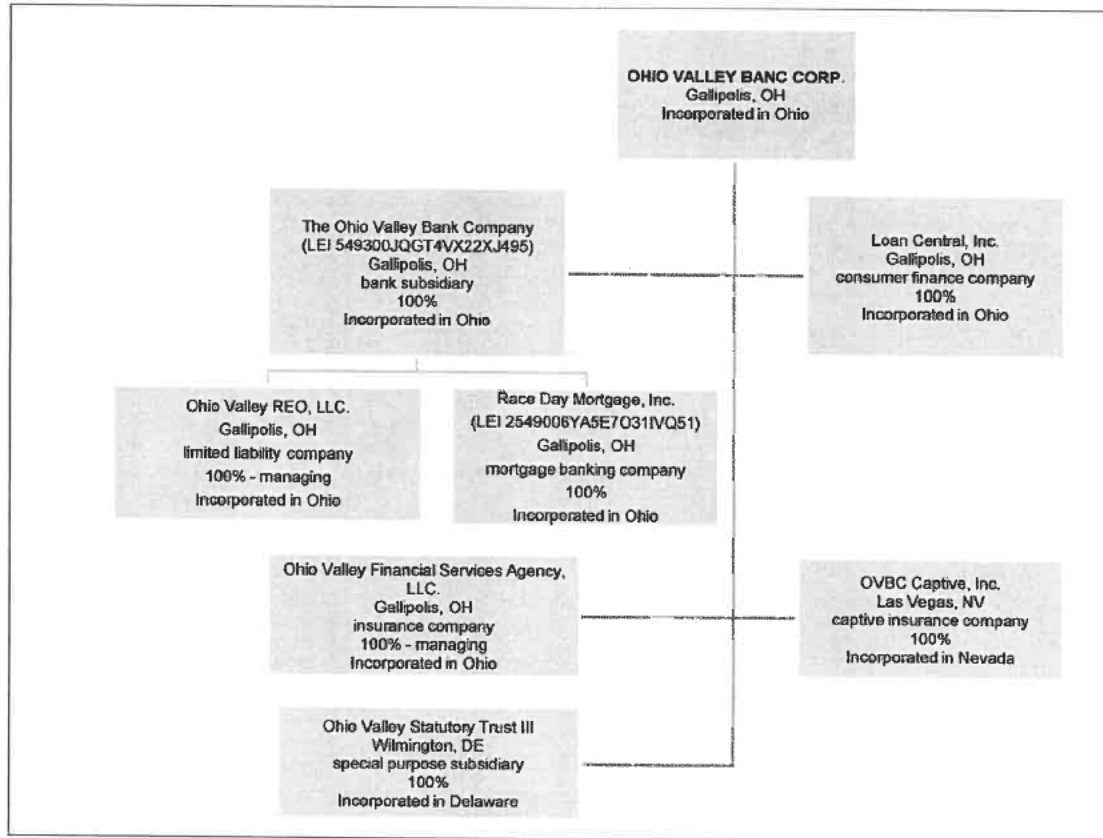 OHIO VALLEY BANC CORP.
Gallipolis, OH
Incorporated in Ohio
The Ohio Valley Bank Company
(LEI 549300JQGT4VX22XJ495)
Gallipolis, OH
bank subsidiary
100%
Incorporated in Ohio
Loan Central, Inc.
Gallipolis, OH
consumer finance company
100%
Incorporated in Ohio
Ohio Valley REO, LLC.
Gallipolis, OH
limited liability company
100% - managing
Incorporated in Ohio
Race Day Mortgage, Inc.
(LEI 2549006YA5E7O31IVQ51)
Gallipolis, OH
mortgage banking company
100%
Incorporated in Ohio
Ohio Valley Financial Services Agency,
LLC.
Gallipolis, OH
insurance company
100% - managing
Incorporated in Ohio
OVBC Captive, Inc.
Las Vegas, NV
captive insurance company
100%
Incorporated in Nevada
Ohio Valley Statutory Trust III
Wilmington, DE
special purpose subsidiary
100%
Incorporated in Delaware